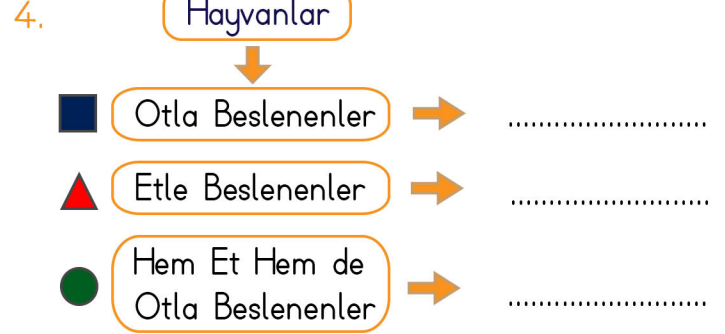 4.
Hayvanlar
Otla Beslenenler
..........................
Etle Beslenenler
..........................
Hem Et Hem de
Otla Beslenenler
..........................